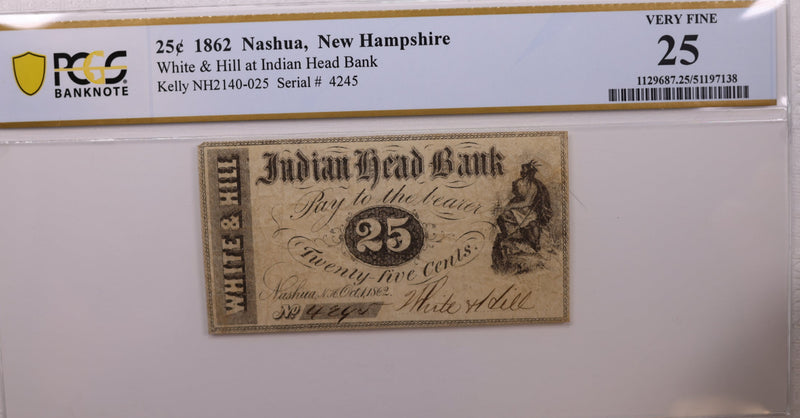 25¢ 1862 Nashua, New Hampshire
White & Hill at Indian Head Bank
Kelly NH2140-025 Serial # 4245
PCGS
BANKNOTE
VERY FINE
25
1129687.25/51197138
WHITE & HILL
Indian Head Bank
Pay to the bearer
25
Twenty-five Cents.
Nashua, N.H. Oct. 1, 1862.
No 4245
White & Hill